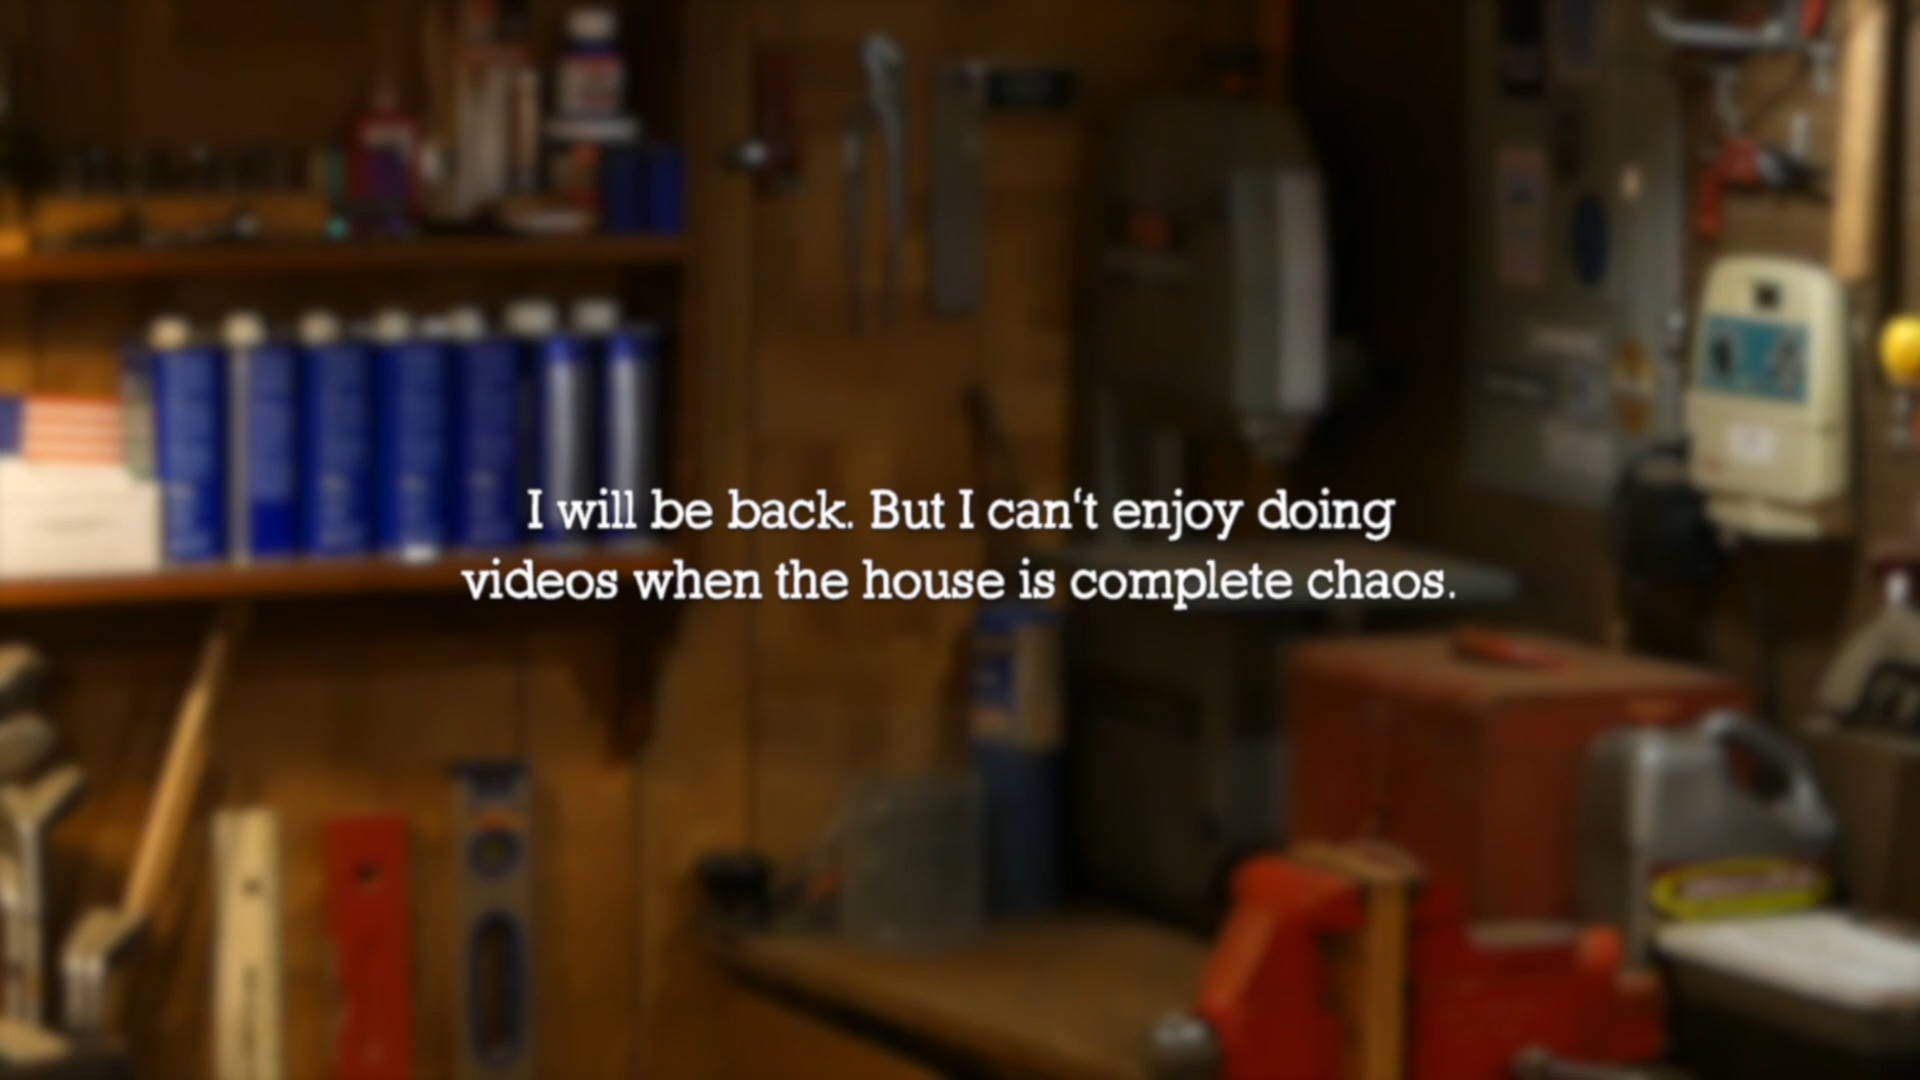 I will be back. But I can't enjoy doing
videos when the house is complete chaos.